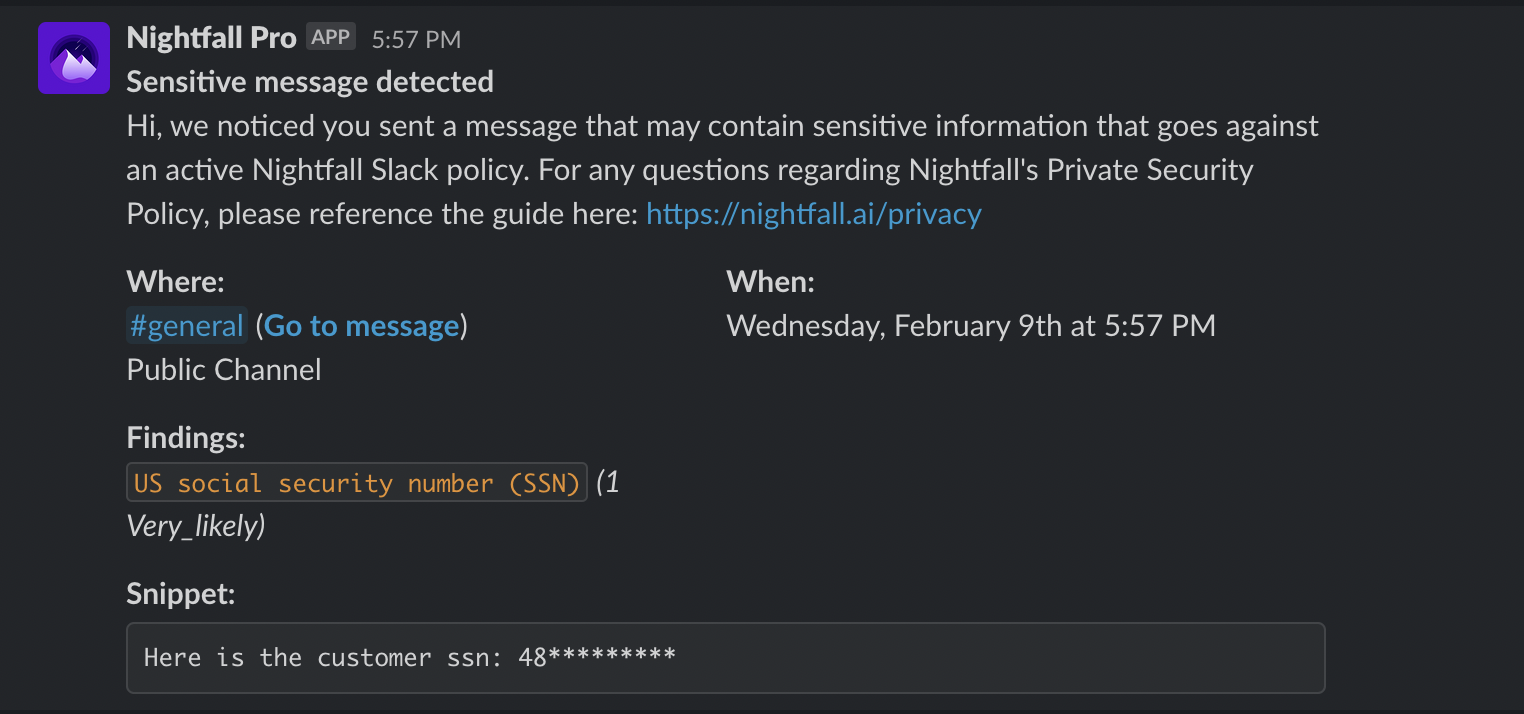 Nightfall Pro APP 5:57 PM
Sensitive message detected
Hi, we noticed you sent a message that may contain sensitive information that goes against
an active Nightfall Slack policy. For any questions regarding Nightfall's Private Security
Policy, please reference the guide here: https://nightfall.ai/privacy
Where:
#general (Go to message)
Public Channel
When:
Wednesday, February 9th at 5:57 PM
Findings:
US social security number (SSN) (1
Very_likely)
Snippet:
Here is the customer ssn: 48*********